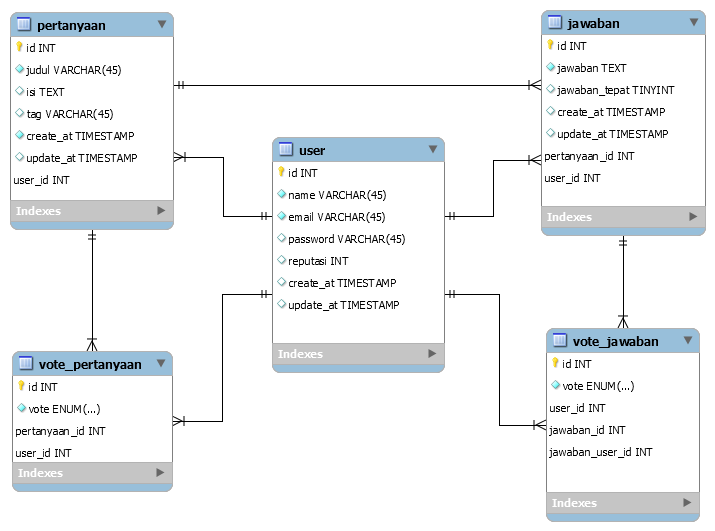 pertanyaan
id INT
judul VARCHAR(45)
isi TEXT
tag VARCHAR(45)
create_at TIMESTAMP
update_at TIMESTAMP
user_id INT
Indexes
jawaban
id INT
jawaban TEXT
jawaban_tepat TINYINT
create_at TIMESTAMP
update_at TIMESTAMP
pertanyaan_id INT
user_id INT
Indexes
user
id INT
name VARCHAR(45)
email VARCHAR(45)
password VARCHAR(45)
reputasi INT
create_at TIMESTAMP
update_at TIMESTAMP
Indexes
vote_pertanyaan
id INT
vote ENUM(...)
pertanyaan_id INT
user_id INT
Indexes
vote_jawaban
id INT
vote ENUM(...)
user_id INT
jawaban_id INT
jawaban_user_id INT
Indexes